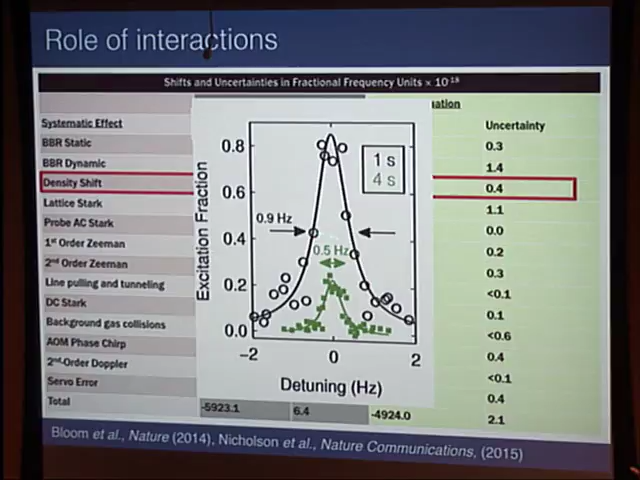 Role of interactions
Shifts and Uncertainties in Fractional Frequency Units × 10⁻¹⁸
Systematic Effect
Uncertainty
BBR Static 0.3
BBR Dynamic 1.4
Density Shift 0.4
Lattice Stark 1.1
Probe AC Stark 0.0
1st Order Zeeman 0.2
2nd Order Zeeman 0.3
Line pulling and tunneling <0.1
DC Stark 0.1
Background gas collisions <0.6
AOM Phase Chirp 0.4
2nd-Order Doppler <0.1
Servo Error 0.4
Total -5923.1 6.4 -4924.0 2.1
Excitation Fraction
0.8
0.6
0.4
0.2
0.0
1 s
4 s
0.9 Hz
0.5 Hz
-2 0 2
Detuning (Hz)
Bloom et al., Nature (2014), Nicholson et al., Nature Communications, (2015)